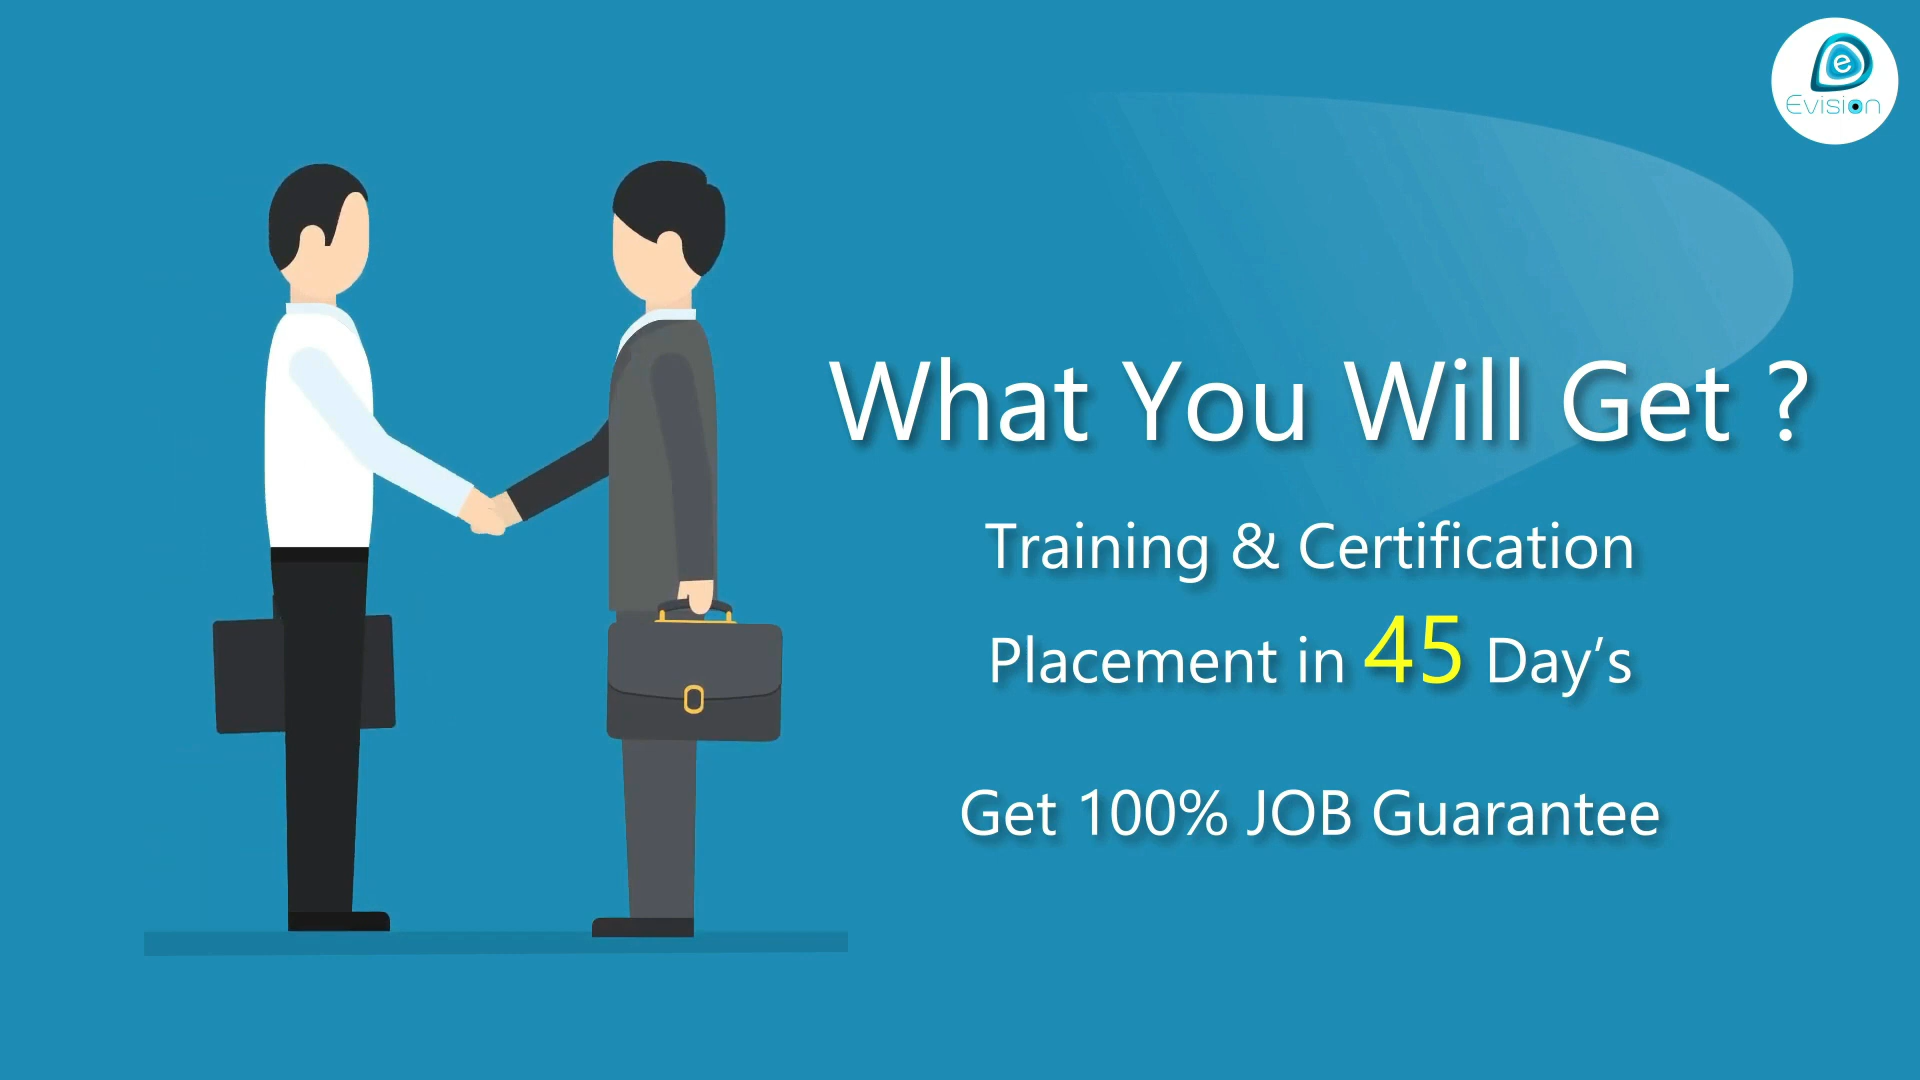 e
Evision
What You Will Get ?
Training & Certification
Placement in 45 Day’s
Get 100% JOB Guarantee